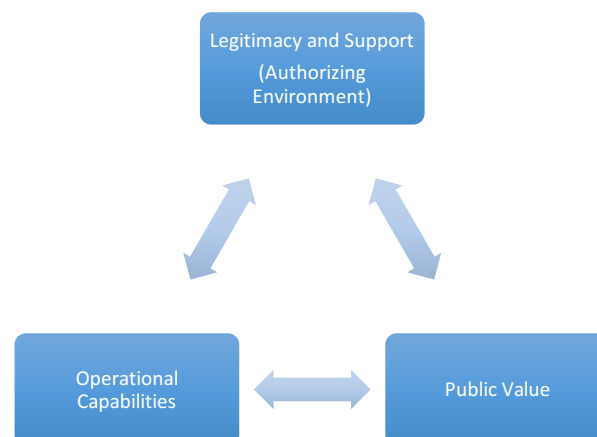 Legitimacy and Support
(Authorizing
Environment)
Operational
Capabilities
Public Value